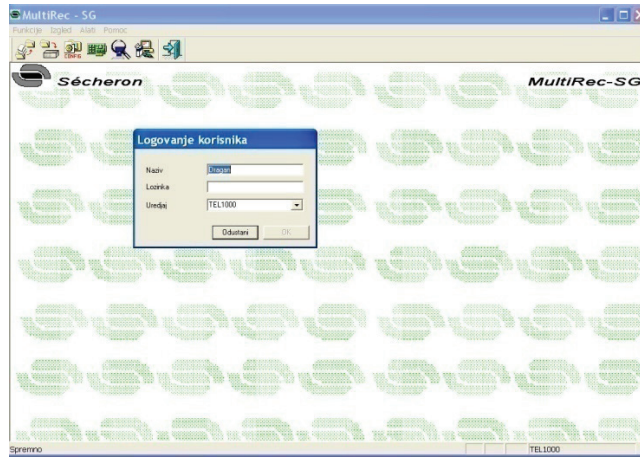 MultiRec - SG
Funkcije Izgled Alati Pomoc
CONFIG
Sécheron MultiRec-SG
Logovanje korisnika
Naziv Dragan
Lozinka
Uredjaj TEL1000
Odustani OK
Spremno TEL1000